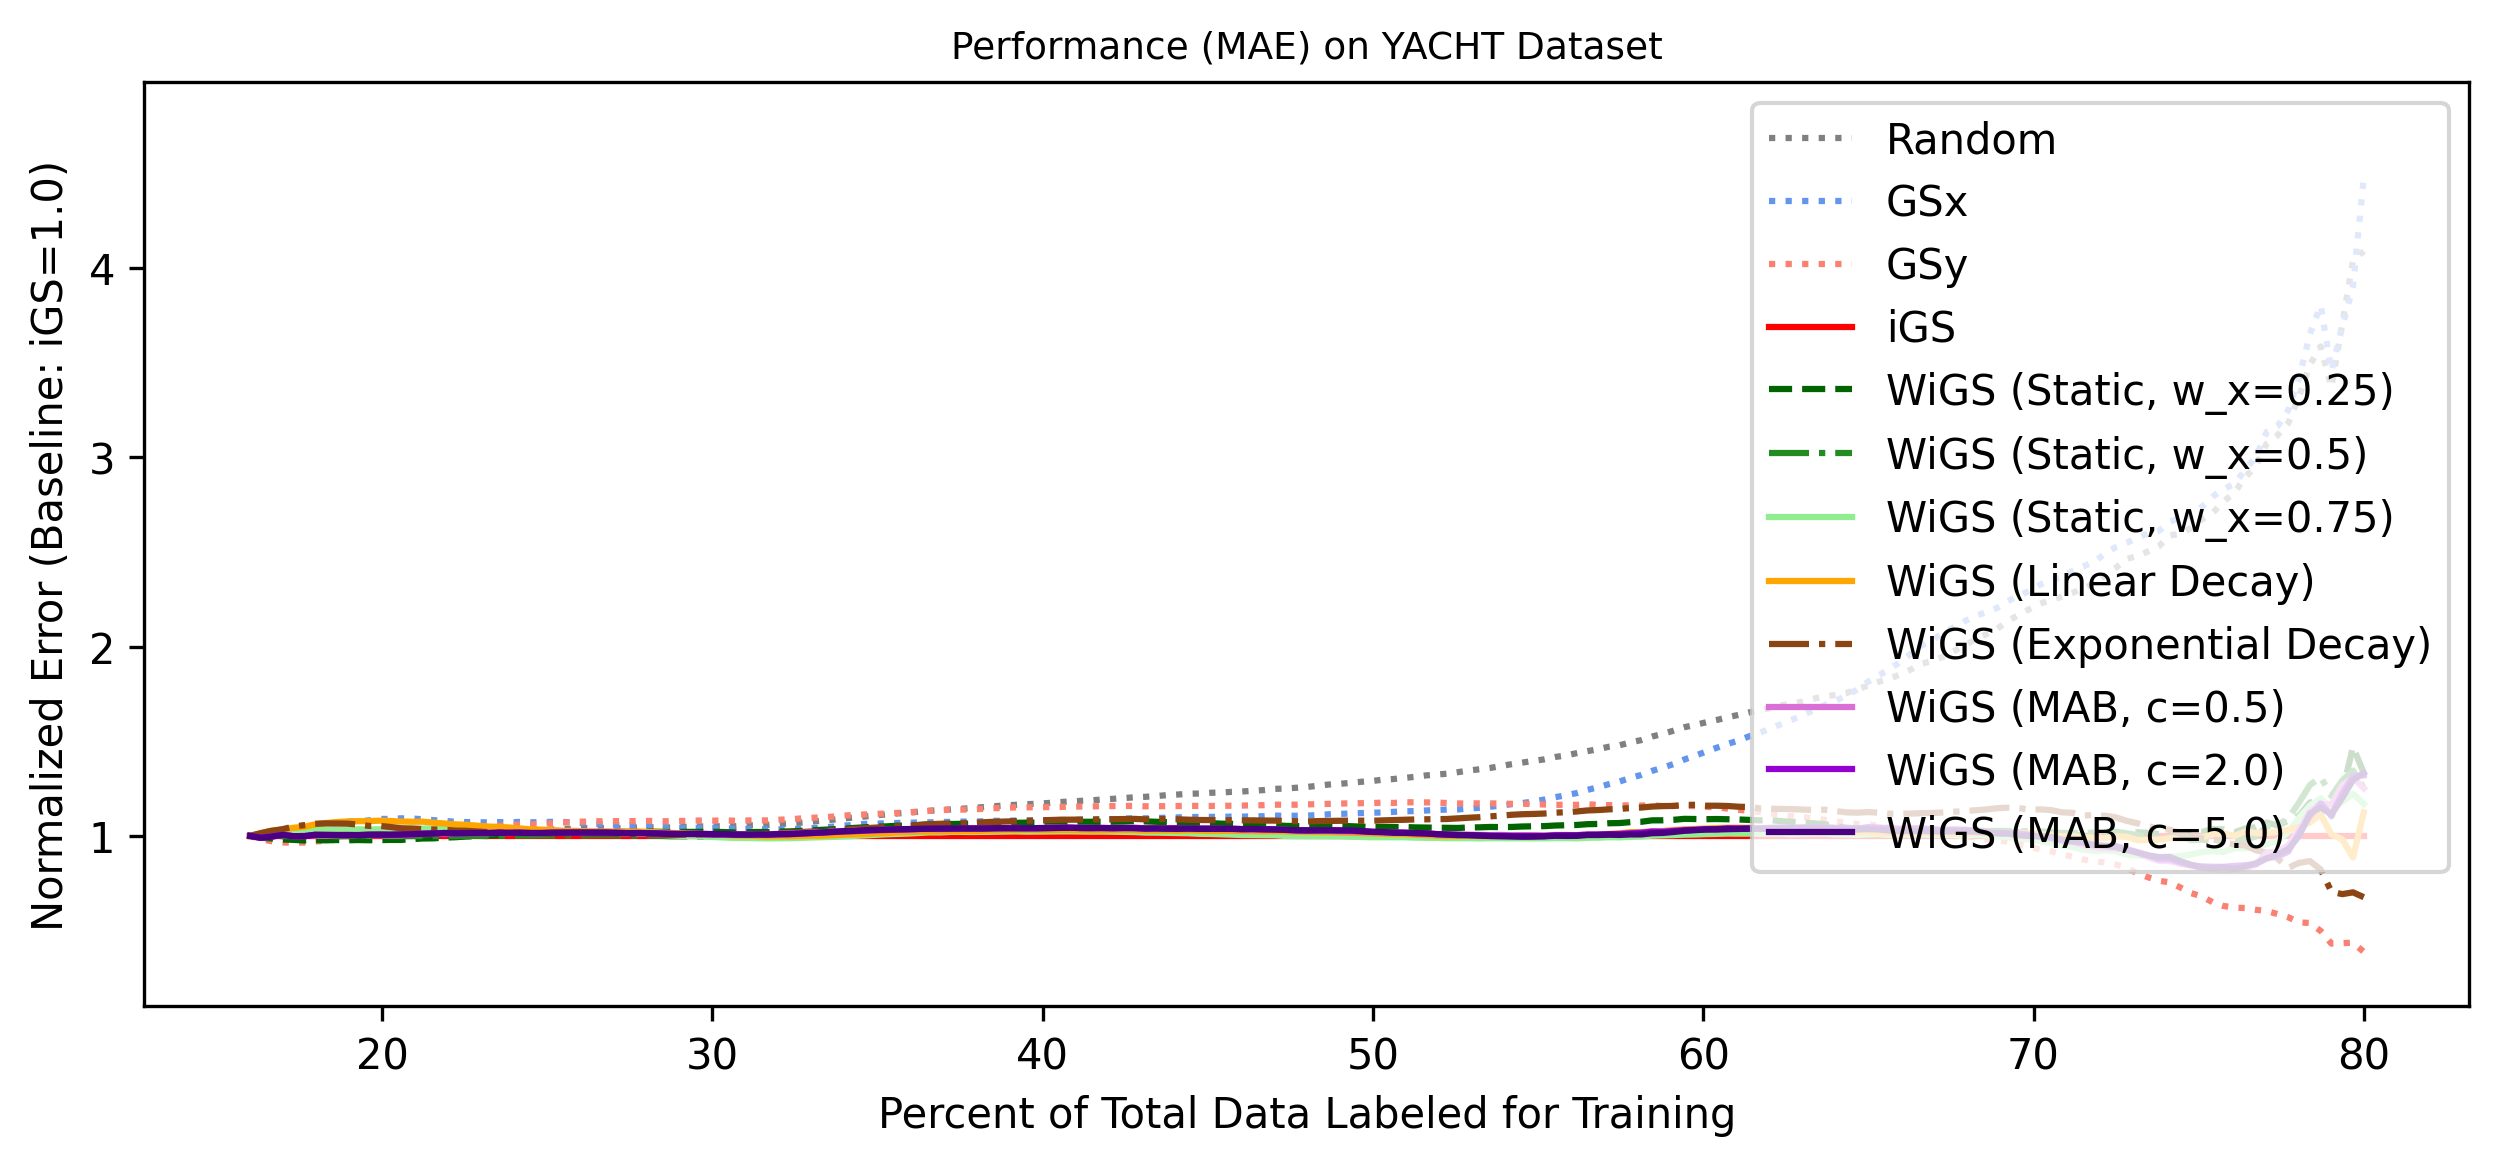 Performance (MAE) on YACHT Dataset
Normalized Error (Baseline: iGS=1.0)
4
3
2
1
Random
GSx
GSy
iGS
WiGS (Static, w_x=0.25)
WiGS (Static, w_x=0.5)
WiGS (Static, w_x=0.75)
WiGS (Linear Decay)
WiGS (Exponential Decay)
WiGS (MAB, c=0.5)
WiGS (MAB, c=2.0)
WiGS (MAB, c=5.0)
20 30 40 50 60 70 80
Percent of Total Data Labeled for Training